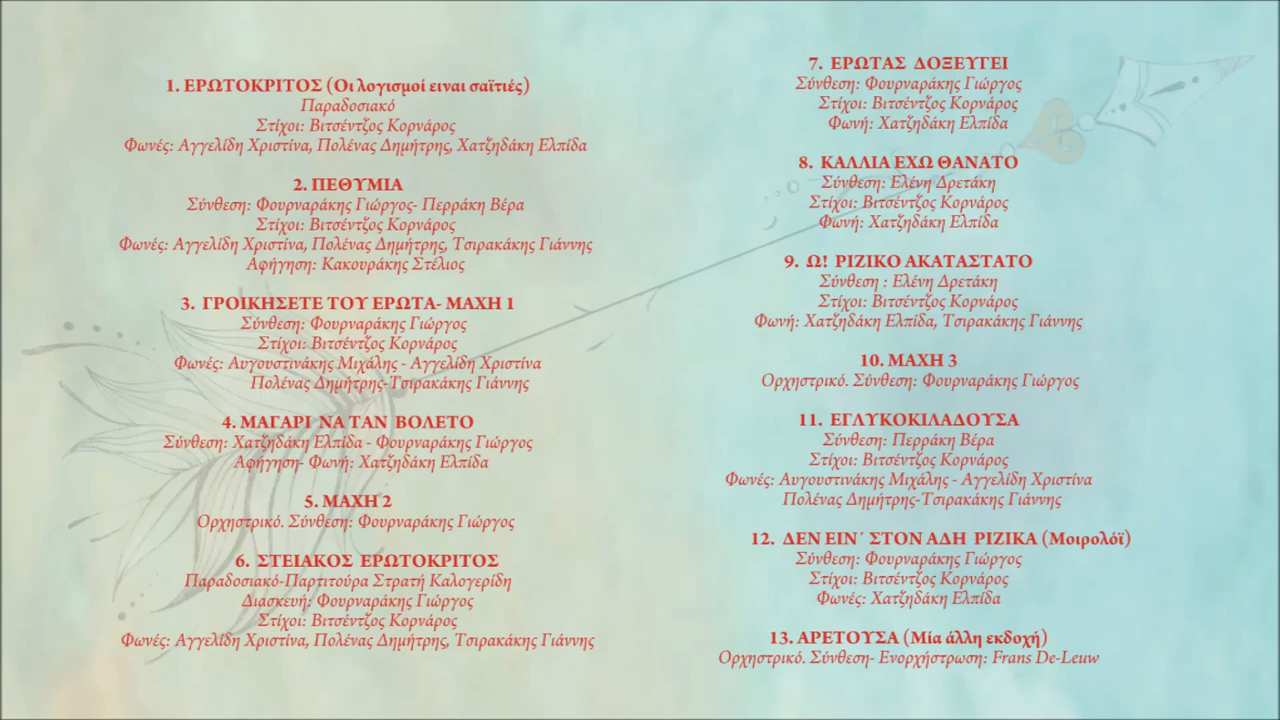 1. ΕΡΩΤΟΚΡΙΤΟΣ (Οι λογισμοί ειναι σαϊτιές)
Παραδοσιακό
Στίχοι: Βιτσέντζος Κορνάρος
Φωνές: Αγγελίδη Χριστίνα, Πολένας Δημήτρης, Χατζηδάκη Ελπίδα
2. ΠΕΘΥΜΙΑ
Σύνθεση: Φουρναράκης Γιώργος- Περράκη Βέρα
Στίχοι: Βιτσέντζος Κορνάρος
Φωνές: Αγγελίδη Χριστίνα, Πολένας Δημήτρης, Τσιρακάκης Γιάννης
Αφήγηση: Κακουράκης Στέλιος
3. ΓΡΟΙΚΗΣΕΤΕ ΤΟΥ ΕΡΩΤΑ- ΜΑΧΗ 1
Σύνθεση: Φουρναράκης Γιώργος
Στίχοι: Βιτσέντζος Κορνάρος
Φωνές: Αυγουστινάκης Μιχάλης - Αγγελίδη Χριστίνα
Πολένας Δημήτρης-Τσιρακάκης Γιάννης
4. ΜΑΓΑΡΙ ΝΑ ΤΑΝ ΒΟΛΕΤΟ
Σύνθεση: Χατζηδάκη Ελπίδα - Φουρναράκης Γιώργος
Αφήγηση- Φωνή: Χατζηδάκη Ελπίδα
5. ΜΑΧΗ 2
Ορχηστρικό. Σύνθεση: Φουρναράκης Γιώργος
6. ΣΤΕΙΑΚΟΣ ΕΡΩΤΟΚΡΙΤΟΣ
Παραδοσιακό-Παρτιτούρα Στρατή Καλογερίδη
Διασκευή: Φουρναράκης Γιώργος
Στίχοι: Βιτσέντζος Κορνάρος
Φωνές: Αγγελίδη Χριστίνα, Πολένας Δημήτρης, Τσιρακάκης Γιάννης
7. ΕΡΩΤΑΣ ΔΟΞΕΥΤΕΙ
Σύνθεση: Φουρναράκης Γιώργος
Στίχοι: Βιτσέντζος Κορνάρος
Φωνή: Χατζηδάκη Ελπίδα
8. ΚΑΛΛΙΑ ΕΧΩ ΘΑΝΑΤΟ
Σύνθεση: Ελένη Δρετάκη
Στίχοι: Βιτσέντζος Κορνάρος
Φωνή: Χατζηδάκη Ελπίδα
9. Ω! ΡΙΖΙΚΟ ΑΚΑΤΑΣΤΑΤΟ
Σύνθεση : Ελένη Δρετάκη
Στίχοι: Βιτσέντζος Κορνάρος
Φωνή: Χατζηδάκη Ελπίδα, Τσιρακάκης Γιάννης
10. ΜΑΧΗ 3
Ορχηστρικό. Σύνθεση: Φουρναράκης Γιώργος
11. ΕΓΛΥΚΟΚΙΛΑΔΟΥΣΑ
Σύνθεση: Περράκη Βέρα
Στίχοι: Βιτσέντζος Κορνάρος
Φωνές: Αυγουστινάκης Μιχάλης - Αγγελίδη Χριστίνα
Πολένας Δημήτρης-Τσιρακάκης Γιάννης
12. ΔΕΝ ΕΙΝ΄ ΣΤΟΝ ΑΔΗ ΡΙΖΙΚΑ (Μοιρολόϊ)
Σύνθεση: Φουρναράκης Γιώργος
Στίχοι: Βιτσέντζος Κορνάρος
Φωνές: Χατζηδάκη Ελπίδα
13. ΑΡΕΤΟΥΣΑ (Μία άλλη εκδοχή)
Ορχηστρικό. Σύνθεση- Ενορχήστρωση: Frans De-Leuw